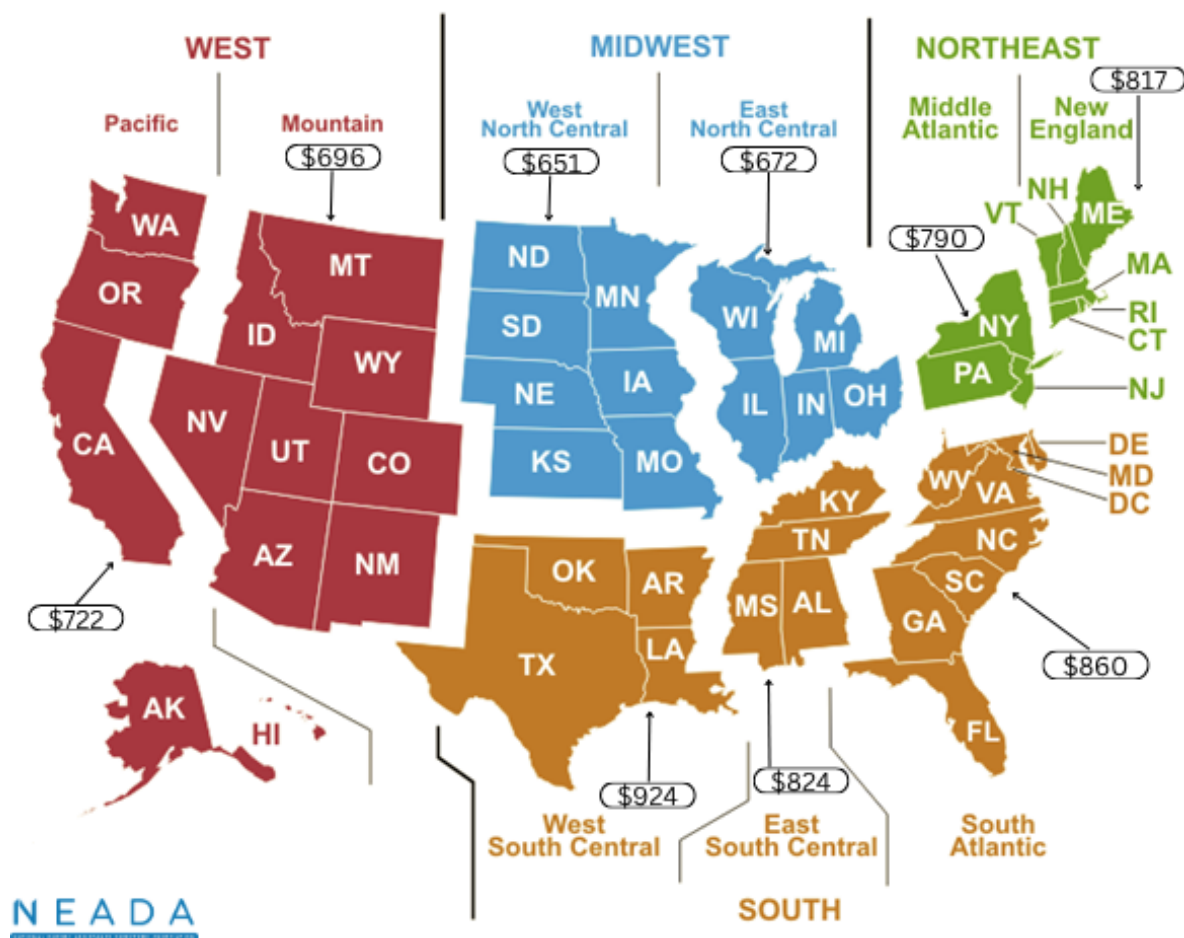 WEST
MIDWEST
NORTHEAST
$817
Pacific
Mountain
West
North Central
East
North Central
Middle
Atlantic
New
England
$696
$651
$672
NH
VT
ME
$790
WA
MT
ND
MN
MA
OR
ID
SD
WI
MI
NY
RI
CT
WY
NE
IA
PA
NJ
NV
IL
IN
OH
CA
UT
CO
KS
MO
DE
MD
DC
KY
WV
VA
TN
NC
AZ
NM
OK
AR
MS
AL
SC
GA
$722
TX
LA
$860
AK
HI
FL
$924
$824
West
South Central
East
South Central
South
Atlantic
SOUTH
NEADA